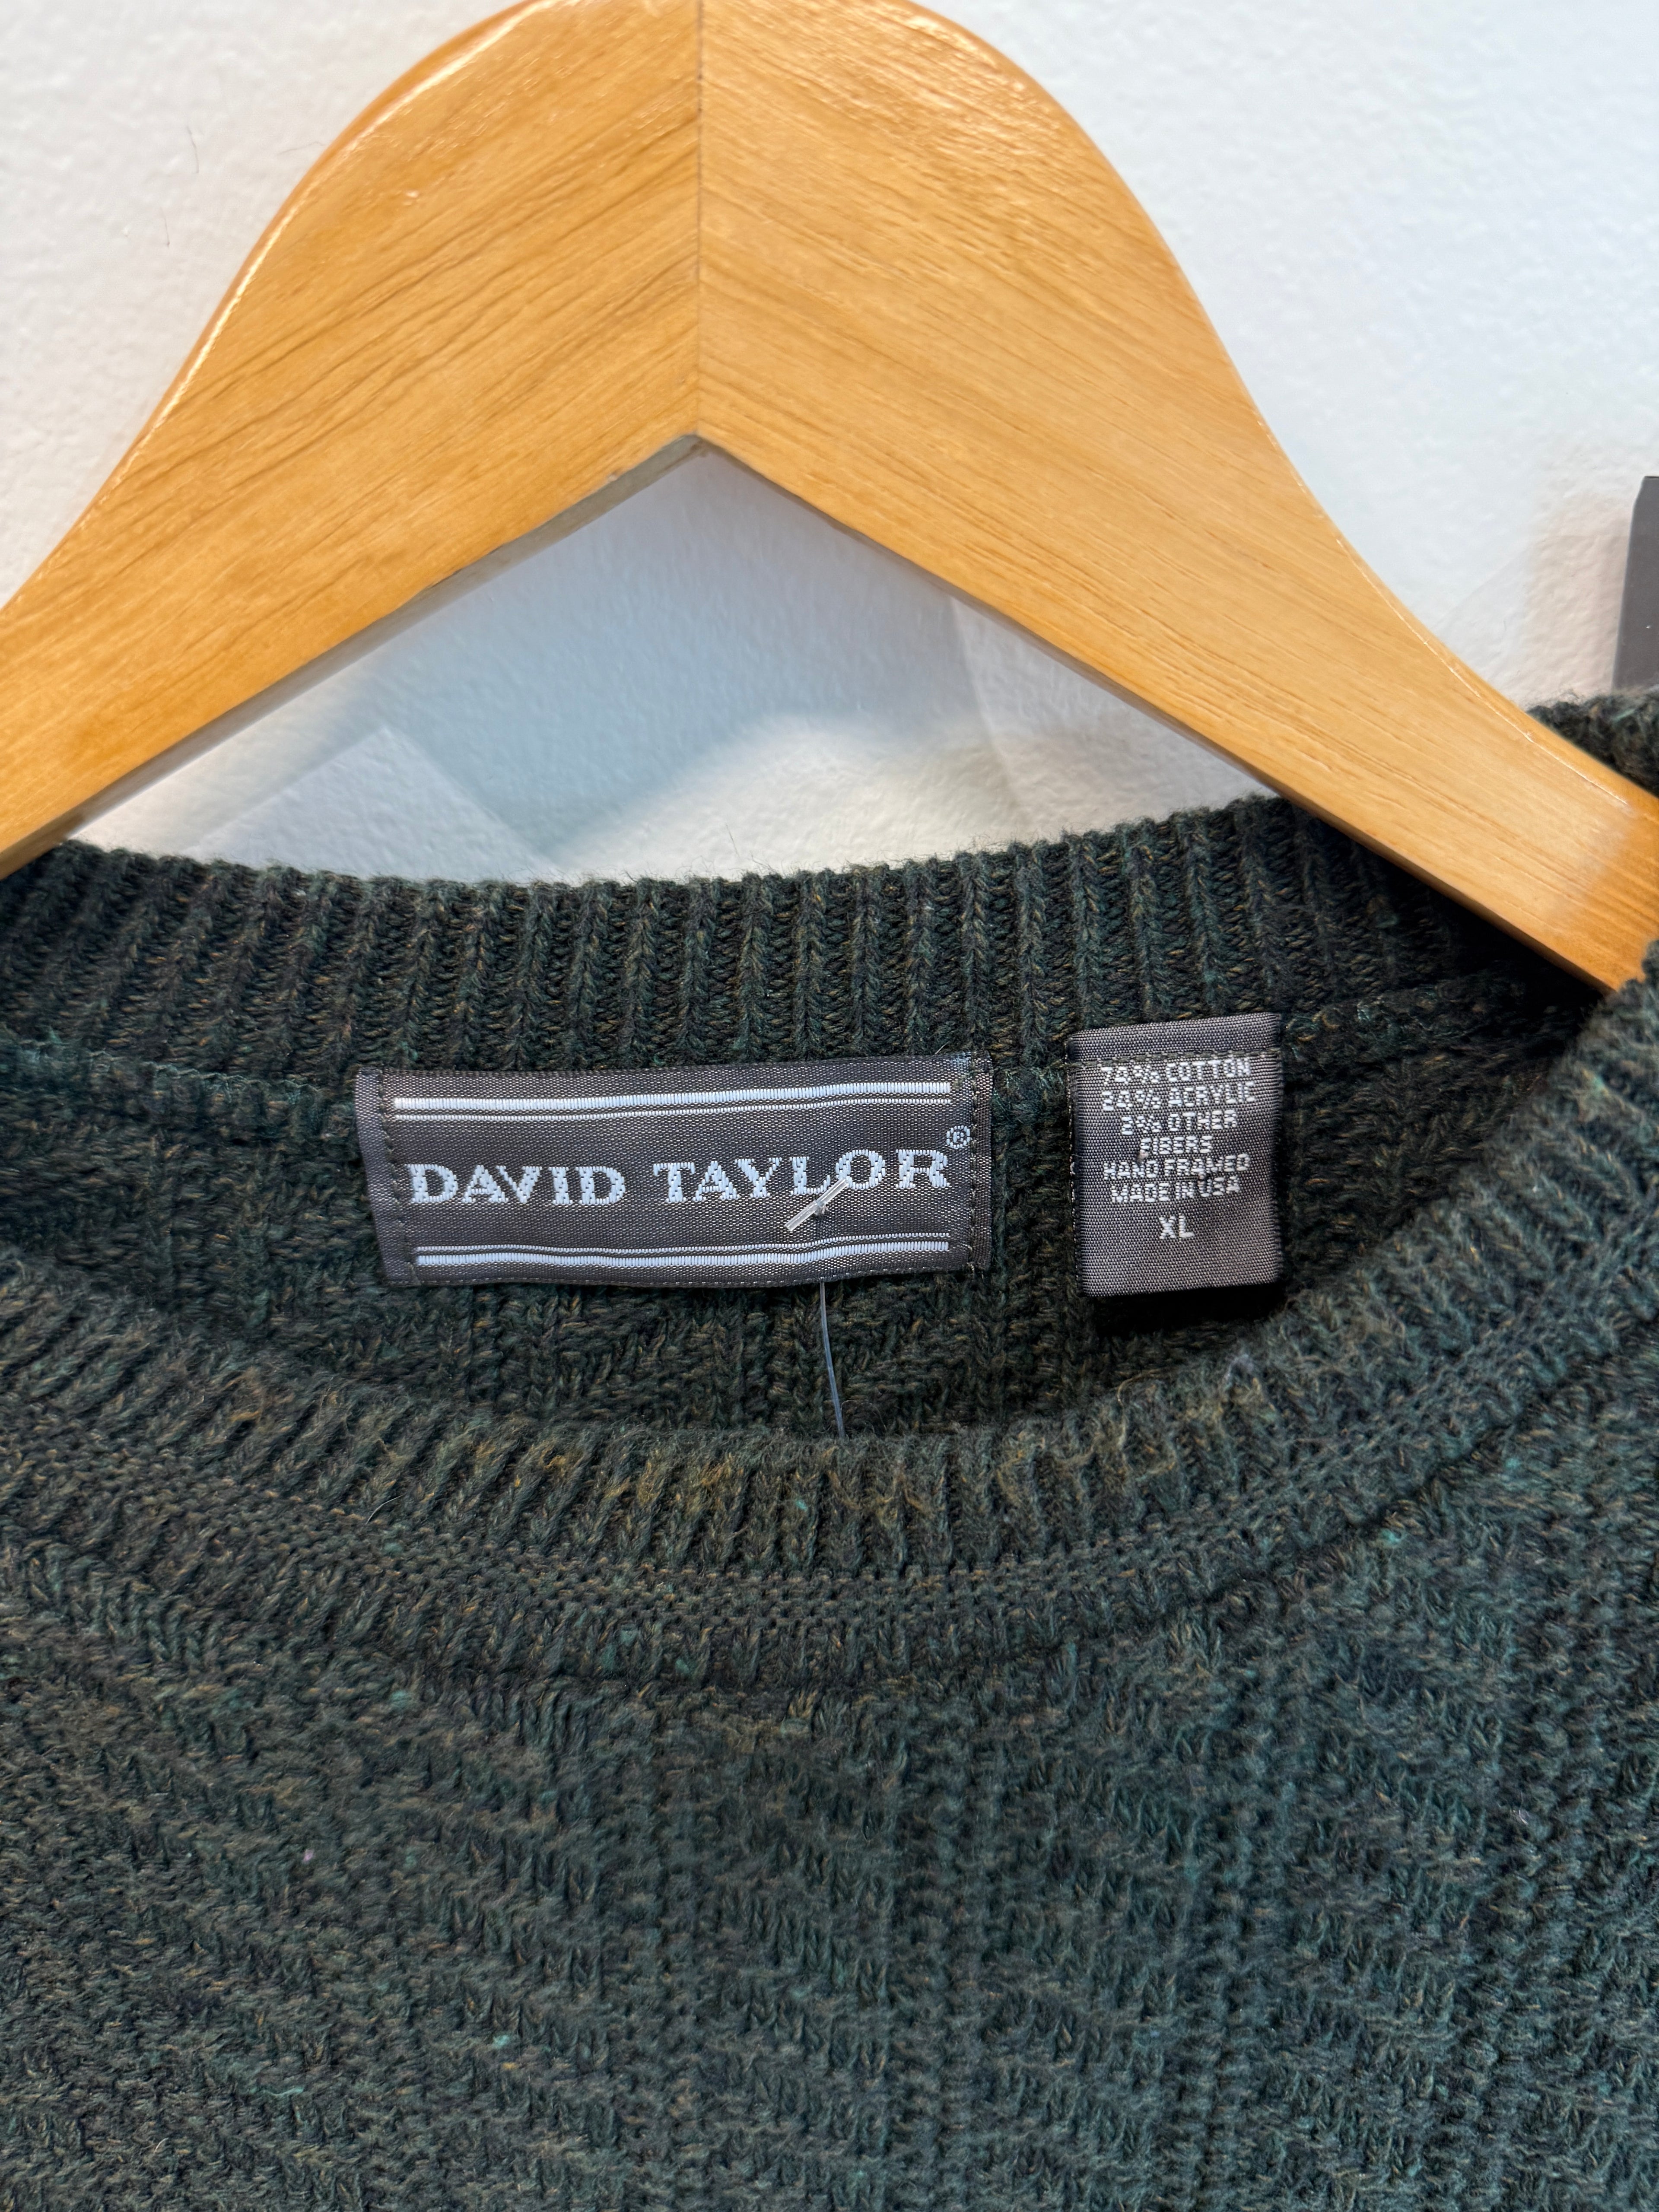 DAVID TAYLOR®
74% COTTON
24% ACRYLIC
2% OTHER
FIBERS
HAND FRAMED
MADE IN USA
XL